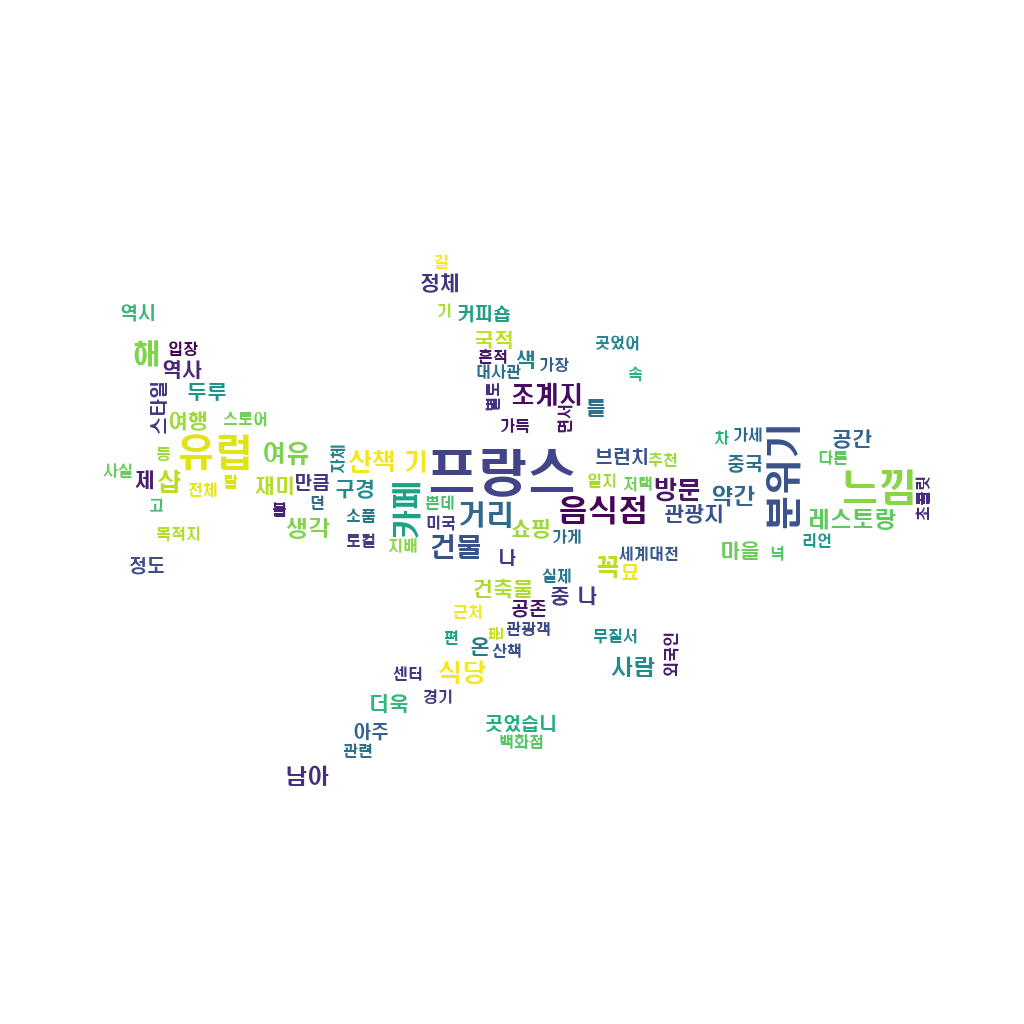 길
정체
기
커피숍
역시
국적
곳었어
해
입장
흔적
색
가장
역사
대사관
속
두루
스타일
별도
조계지
틀
여행
스토어
가득
면서
유럽
여유
등
자체
산책
기
프랑스
브런치
추천
차
가세
분위기
공간
중국
다른
사실
제
샵
전체
랄
재미
만큼
구경
카페
일지
저택
방문
약간
느낌
초콜릿
고
던
소품
쁜데
거리
음식점
관광지
레스토랑
목적지
볼
생각
미국
쇼핑
토컬
지배
건물
가게
리언
나
세계대전
마을
녁
정도
꼭
묘
실제
건축물
중
나
공존
근처
편
관광객
무질서
외국인
온
산책
센터
식당
사람
더욱
경기
아주
곳었습니
관련
백화점
남아